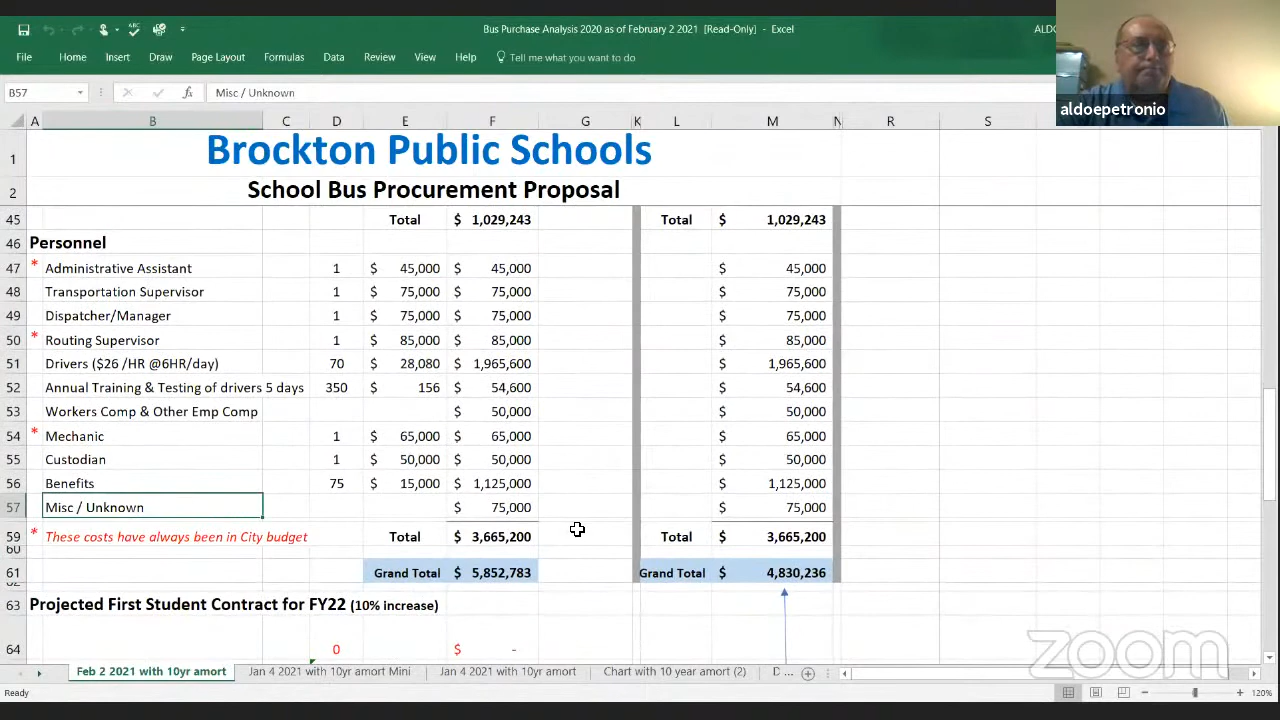 Bus Purchase Analysis 2020 as of February 2 2021 [Read-Only] - Excel
File Home Insert Draw Page Layout Formulas Data Review View Help Tell me what you want to do
aldoepetronio
B57 fx Misc / Unknown
A B C D E F G K L M N R S
1 Brockton Public Schools
2 School Bus Procurement Proposal
45 Total $ 1,029,243 Total $ 1,029,243
46 Personnel
47 * Administrative Assistant 1 $ 45,000 $ 45,000 $ 45,000
48 Transportation Supervisor 1 $ 75,000 $ 75,000 $ 75,000
49 Dispatcher/Manager 1 $ 75,000 $ 75,000 $ 75,000
50 * Routing Supervisor 1 $ 85,000 $ 85,000 $ 85,000
51 Drivers ($26 /HR @6HR/day) 70 $ 28,080 $ 1,965,600 $ 1,965,600
52 Annual Training & Testing of drivers 5 days 350 $ 156 $ 54,600 $ 54,600
53 Workers Comp & Other Emp Comp $ 50,000 $ 50,000
54 * Mechanic 1 $ 65,000 $ 65,000 $ 65,000
55 Custodian 1 $ 50,000 $ 50,000 $ 50,000
56 Benefits 75 $ 15,000 $ 1,125,000 $ 1,125,000
57 Misc / Unknown $ 75,000 $ 75,000
59 * These costs have always been in City budget Total $ 3,665,200 Total $ 3,665,200
60
61 Grand Total $ 5,852,783 Grand Total $ 4,830,236
63 Projected First Student Contract for FY22 (10% increase)
64 0 $ -
zoom
Feb 2 2021 with 10yr amort Jan 4 2021 with 10yr amort Mini Jan 4 2021 with 10yr amort Chart with 10 year amort (2) D ...
Ready 120%